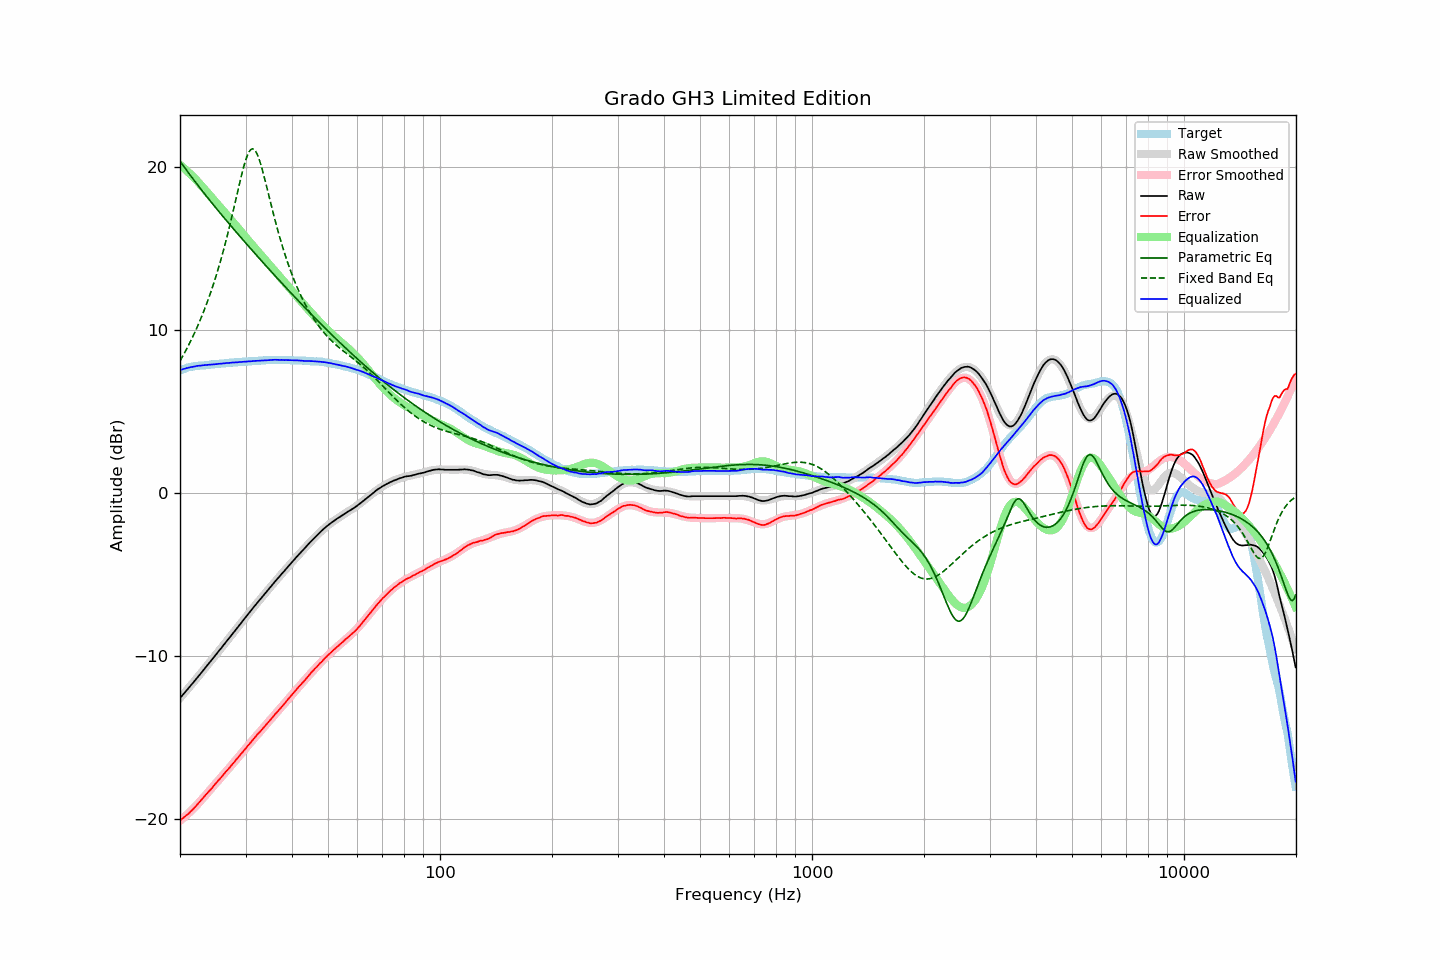 Grado GH3 Limited Edition
Target
Raw Smoothed
Error Smoothed
Raw
Error
Equalization
Parametric Eq
Fixed Band Eq
Equalized
20
10
0
−10
−20
Amplitude (dBr)
100
1000
10000
Frequency (Hz)